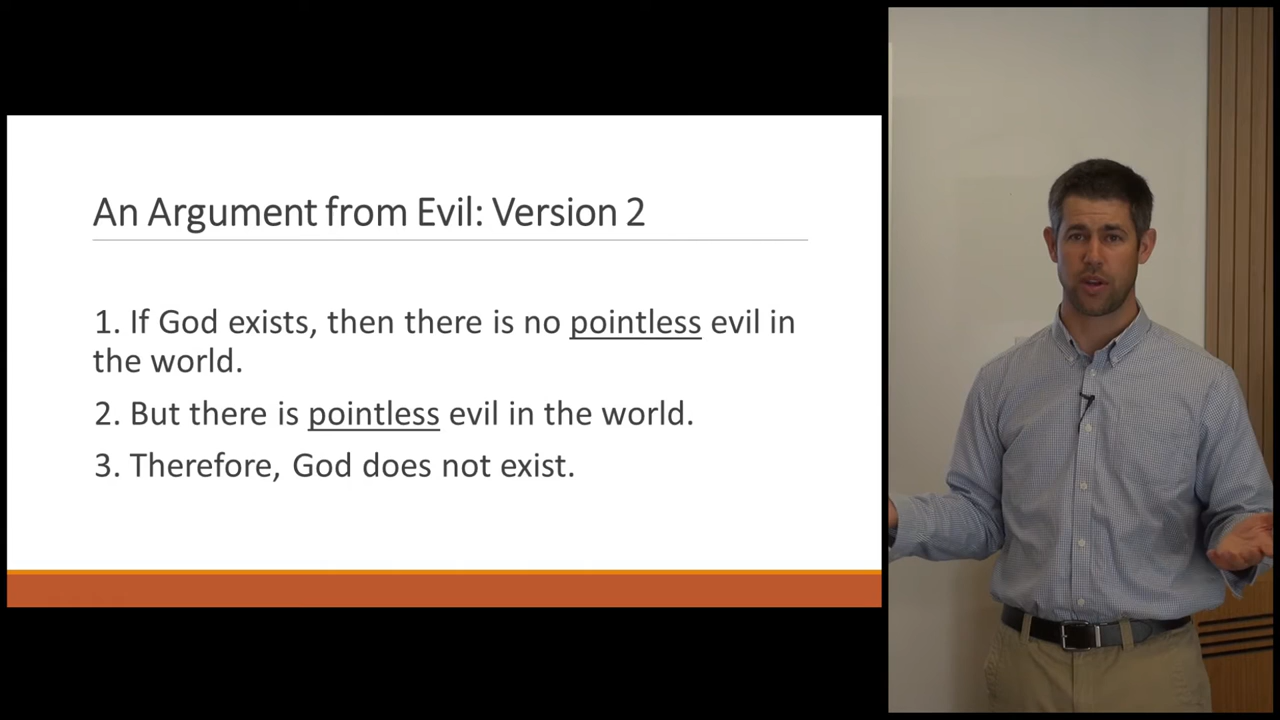 An Argument from Evil: Version 2
1. If God exists, then there is no pointless evil in
the world.
2. But there is pointless evil in the world.
3. Therefore, God does not exist.